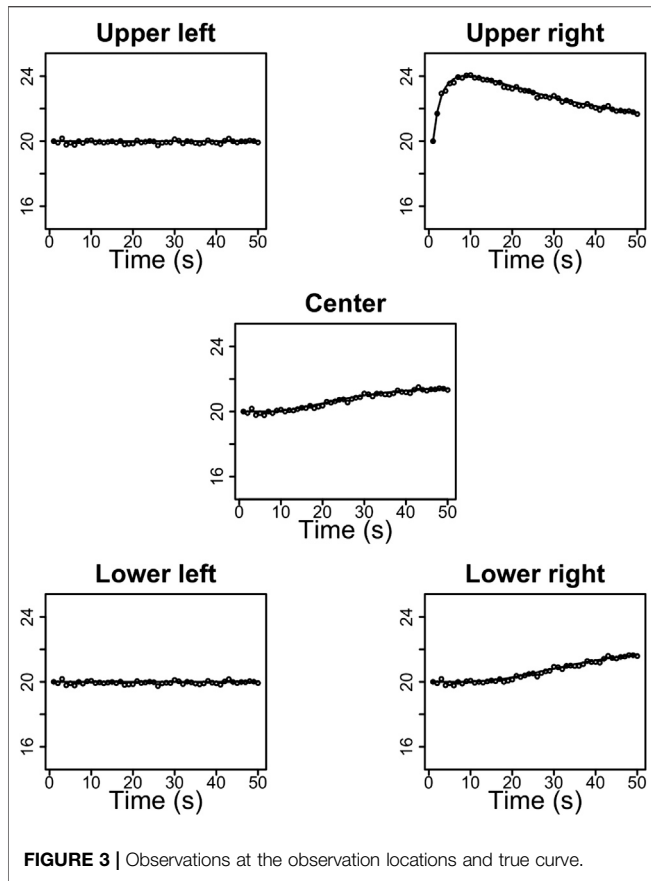 Upper left
24
20
16
0 10 20 30 40 50
Time (s)
Upper right
24
20
16
0 10 20 30 40 50
Time (s)
Center
24
20
16
0 10 20 30 40 50
Time (s)
Lower left
24
20
16
0 10 20 30 40 50
Time (s)
Lower right
24
20
16
0 10 20 30 40 50
Time (s)
FIGURE 3 | Observations at the observation locations and true curve.